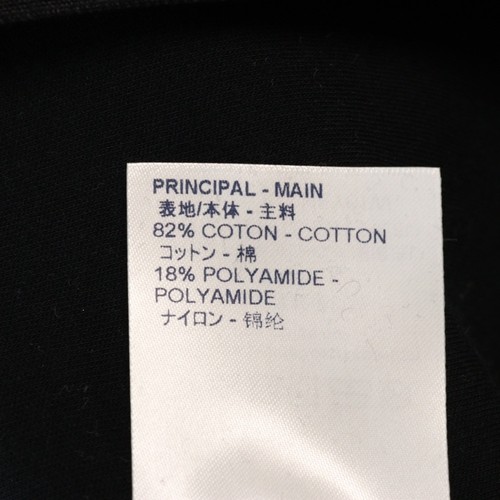 PRINCIPAL - MAIN
表地/本体 - 主料
82% COTON - COTTON
コットン - 棉
18% POLYAMIDE -
POLYAMIDE
ナイロン - 锦纶